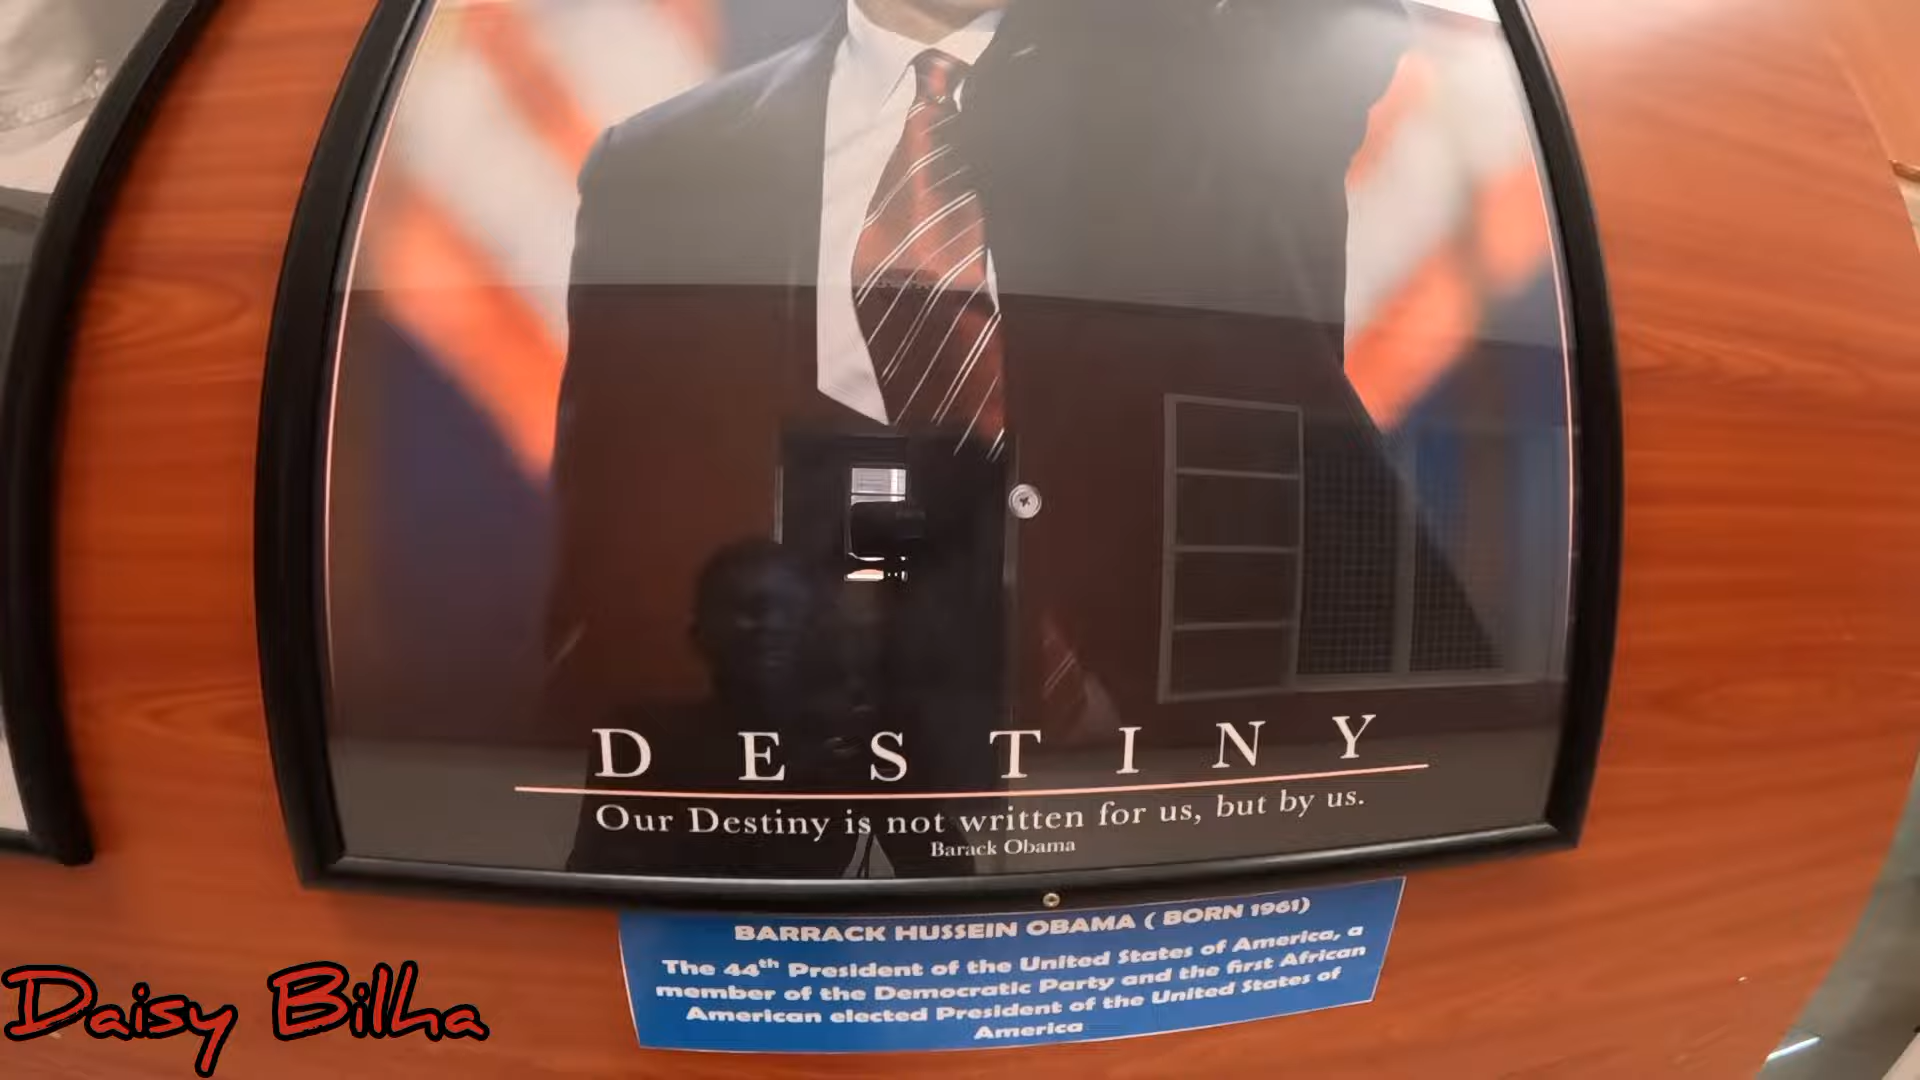 DESTINY
Our Destiny is not written for us, but by us.
Barack Obama
BARRACK HUSSEIN OBAMA ( BORN 1961)
The 44th President of the United States of America, a
member of the Democratic Party and the first African
American elected President of the United States of
America
Daisy Bilha